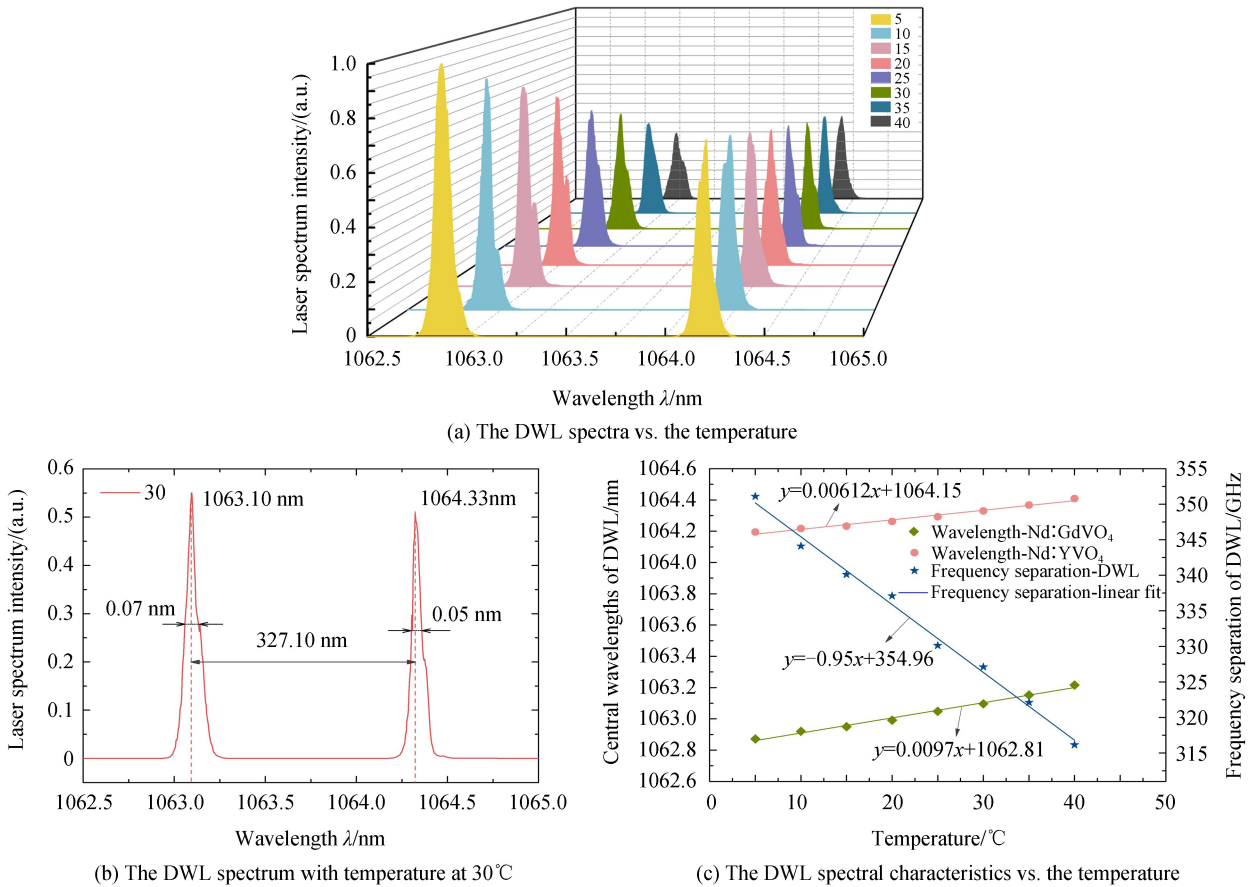 Laser spectrum intensity/(a.u.)
1.0
0.8
0.6
0.4
0.2
0
5
10
15
20
25
30
35
40
1062.5 1063.0 1063.5 1064.0 1064.5 1065.0
Wavelength λ/nm
(a) The DWL spectra vs. the temperature
Laser spectrum intensity/(a.u.)
0.6
0.5
0.4
0.3
0.2
0.1
0
30
1063.10 nm
1064.33nm
0.07 nm
0.05 nm
327.10 nm
1062.5 1063.0 1063.5 1064.0 1064.5 1065.0
Wavelength λ/nm
(b) The DWL spectrum with temperature at 30℃
Central wavelengths of DWL/nm
1064.6
1064.4
1064.2
1064.0
1063.8
1063.6
1063.4
1063.2
1063.0
1062.8
1062.6
y=0.00612x+1064.15
Wavelength-Nd∶GdVO₄
Wavelength-Nd∶YVO₄
Frequency separation-DWL
Frequency separation-linear fit
y=−0.95x+354.96
y=0.0097x+1062.81
355
350
345
340
335
330
325
320
315
Frequency separation of DWL/GHz
0 10 20 30 40 50
Temperature/℃
(c) The DWL spectral characteristics vs. the temperature